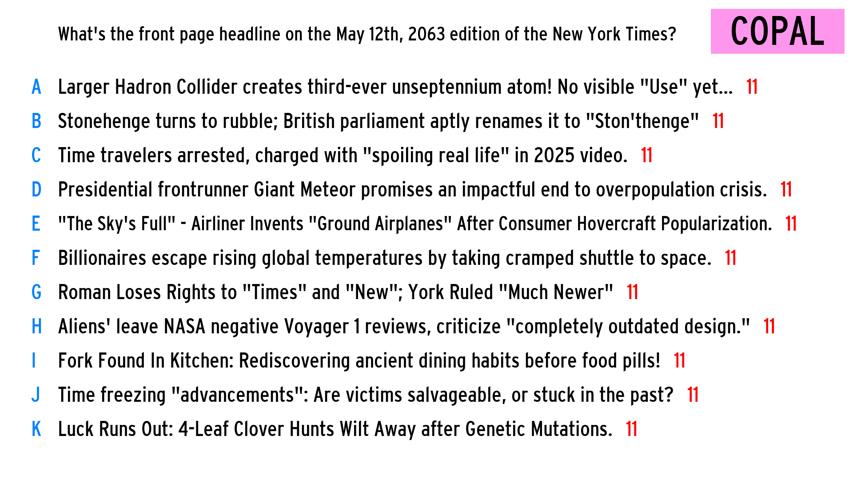 What's the front page headline on the May 12th, 2063 edition of the New York Times?
COPAL
A Larger Hadron Collider creates third-ever unseptennium atom! No visible "Use" yet... 11
B Stonehenge turns to rubble; British parliament aptly renames it to "Ston'thenge" 11
C Time travelers arrested, charged with "spoiling real life" in 2025 video. 11
D Presidential frontrunner Giant Meteor promises an impactful end to overpopulation crisis. 11
E "The Sky's Full" - Airliner Invents "Ground Airplanes" After Consumer Hovercraft Popularization. 11
F Billionaires escape rising global temperatures by taking cramped shuttle to space. 11
G Roman Loses Rights to "Times" and "New"; York Ruled "Much Newer" 11
H Aliens' leave NASA negative Voyager 1 reviews, criticize "completely outdated design." 11
I Fork Found In Kitchen: Rediscovering ancient dining habits before food pills! 11
J Time freezing "advancements": Are victims salvageable, or stuck in the past? 11
K Luck Runs Out: 4-Leaf Clover Hunts Wilt Away after Genetic Mutations. 11